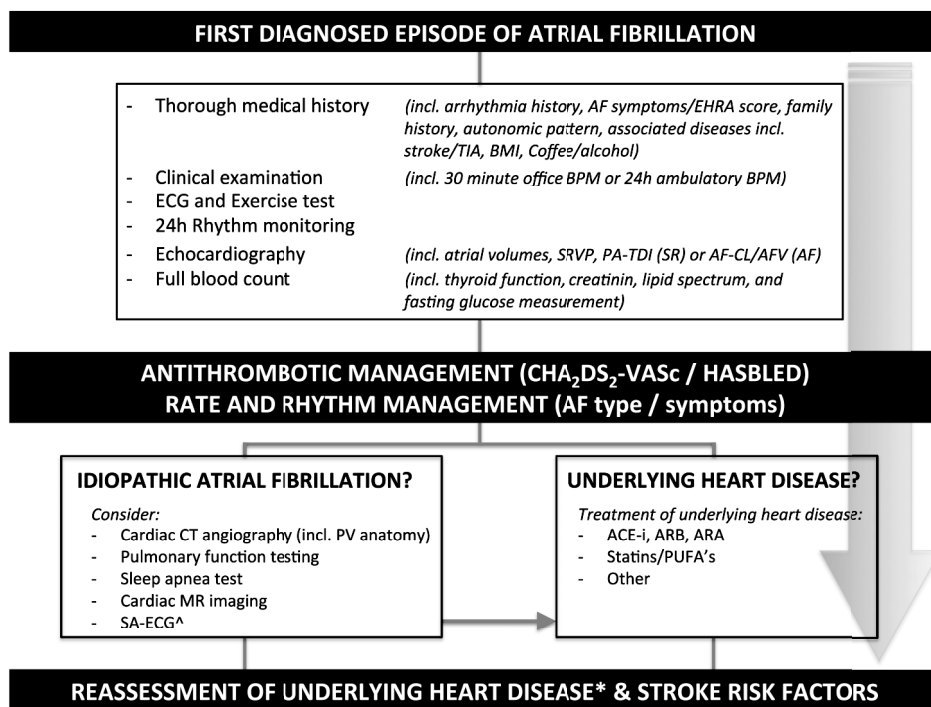 FIRST DIAGNOSED EPISODE OF ATRIAL FIBRILLATION
- Thorough medical history (incl. arrhythmia history, AF symptoms/EHRA score, family
history, autonomic pattern, associated diseases incl.
stroke/TIA, BMI, Coffee/alcohol)
- Clinical examination (incl. 30 minute office BPM or 24h ambulatory BPM)
- ECG and Exercise test
- 24h Rhythm monitoring
- Echocardiography (incl. atrial volumes, SRVP, PA-TDI (SR) or AF-CL/AFV (AF)
- Full blood count (incl. thyroid function, creatinin, lipid spectrum, and
fasting glucose measurement)
ANTITHROMBOTIC MANAGEMENT (CHA₂DS₂-VASc / HASBLED)
RATE AND RHYTHM MANAGEMENT (AF type / symptoms)
IDIOPATHIC ATRIAL FIBRILLATION?
Consider:
- Cardiac CT angiography (incl. PV anatomy)
- Pulmonary function testing
- Sleep apnea test
- Cardiac MR imaging
- SA-ECG^
UNDERLYING HEART DISEASE?
Treatment of underlying heart disease:
- ACE-i, ARB, ARA
- Statins/PUFA's
- Other
REASSESSMENT OF UNDERLYING HEART DISEASE* & STROKE RISK FACTORS